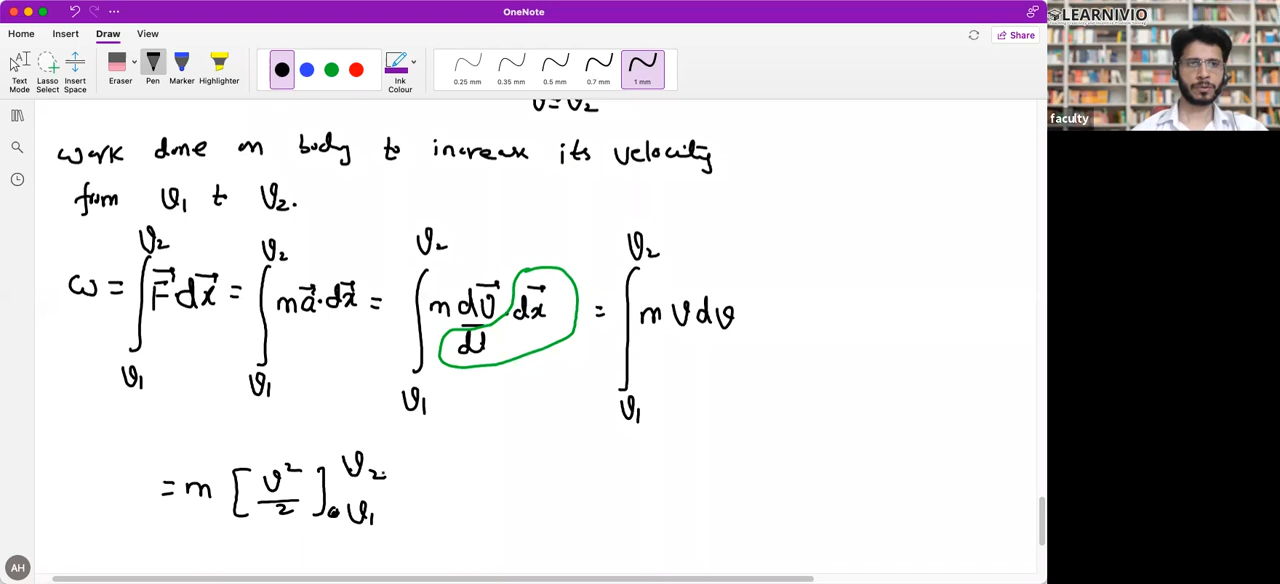 OneNote
LEARNIVIO
Home Insert Draw View
Share
Text Mode
Lasso Select
Insert Space
Eraser
Pen
Marker
Highlighter
Ink Colour
0.25 mm
0.35 mm
0.5 mm
0.7 mm
1 mm
faculty
v = v₂
work done on body to increase its velocity
from v₁ to v₂.
ω = ∫_{v₁}^{v₂} F⃗ dx⃗ = ∫_{v₁}^{v₂} ma⃗·dx⃗ = ∫_{v₁}^{v₂} m dv⃗/dt · dx⃗ = ∫_{v₁}^{v₂} m v dv
= m [v²/2]_{v₁}^{v₂}
AH